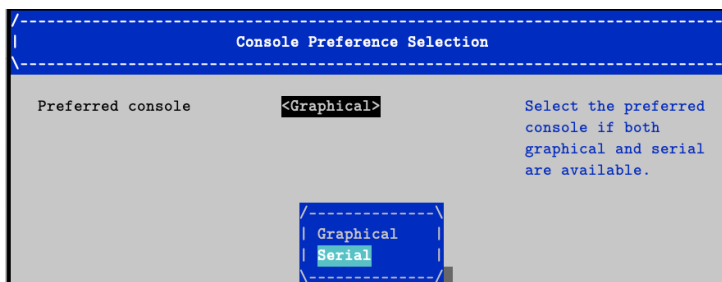 /-----------------------------------------------------------------
| Console Preference Selection
\-----------------------------------------------------------------
Preferred console <Graphical> Select the preferred
console if both
graphical and serial
are available.
/---------------\
| Graphical |
| Serial |
\---------------/